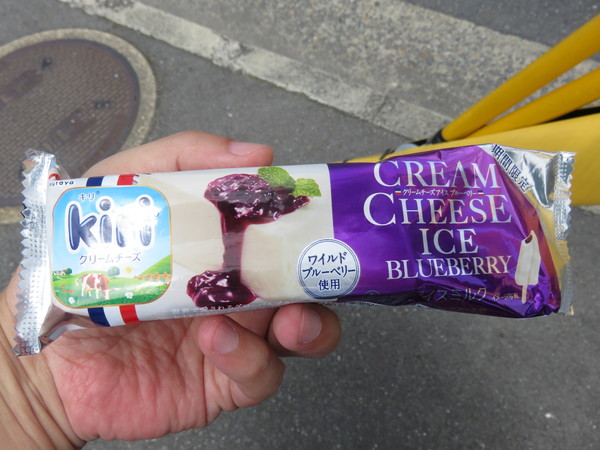 期間限定
キリ
kiri
クリームチーズ
CREAM
クリームチーズアイス ブルーベリー
CHEESE
ICE
BLUEBERRY
ワイルド
ブルーベリー
使用
アイスミルク